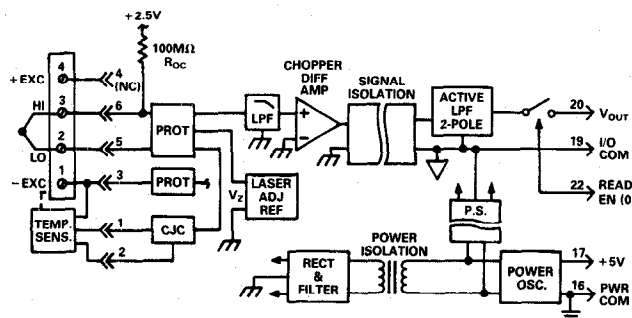 +2.5V
100MΩ
ROC
4
+EXC
4
(NC)
HI
3
6
2
5
LO
1
3
-EXC
PROT
PROT
TEMP.
SENS.
1
2
CJC
VZ
LASER
ADJ
REF
LPF
CHOPPER
DIFF
AMP
+
−
SIGNAL
ISOLATION
ACTIVE
LPF
2-POLE
20 VOUT
19 I/O
COM
22 READ
EN (0
P.S.
POWER
ISOLATION
RECT
&
FILTER
POWER
OSC.
17 +5V
16 PWR
COM